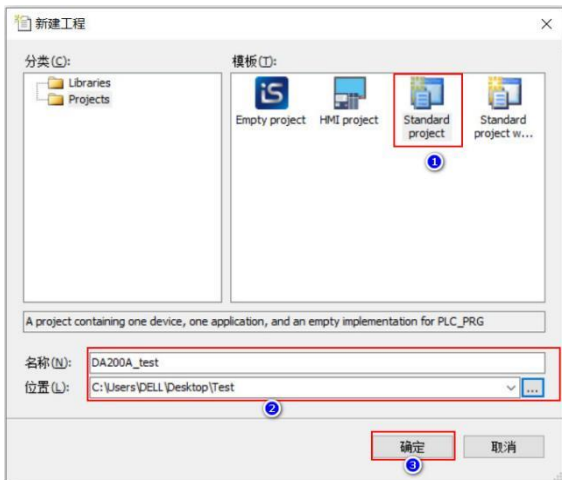 新建工程
分类(C):
模板(T):
Libraries
Projects
iS
Empty project
HMI project
Standard
project
Standard
project w...
1
A project containing one device, one application, and an empty implementation for PLC_PRG
名称(N):
DA200A_test
位置(L):
C:\Users\DELL\Desktop\Test
...
2
确定
取消
3